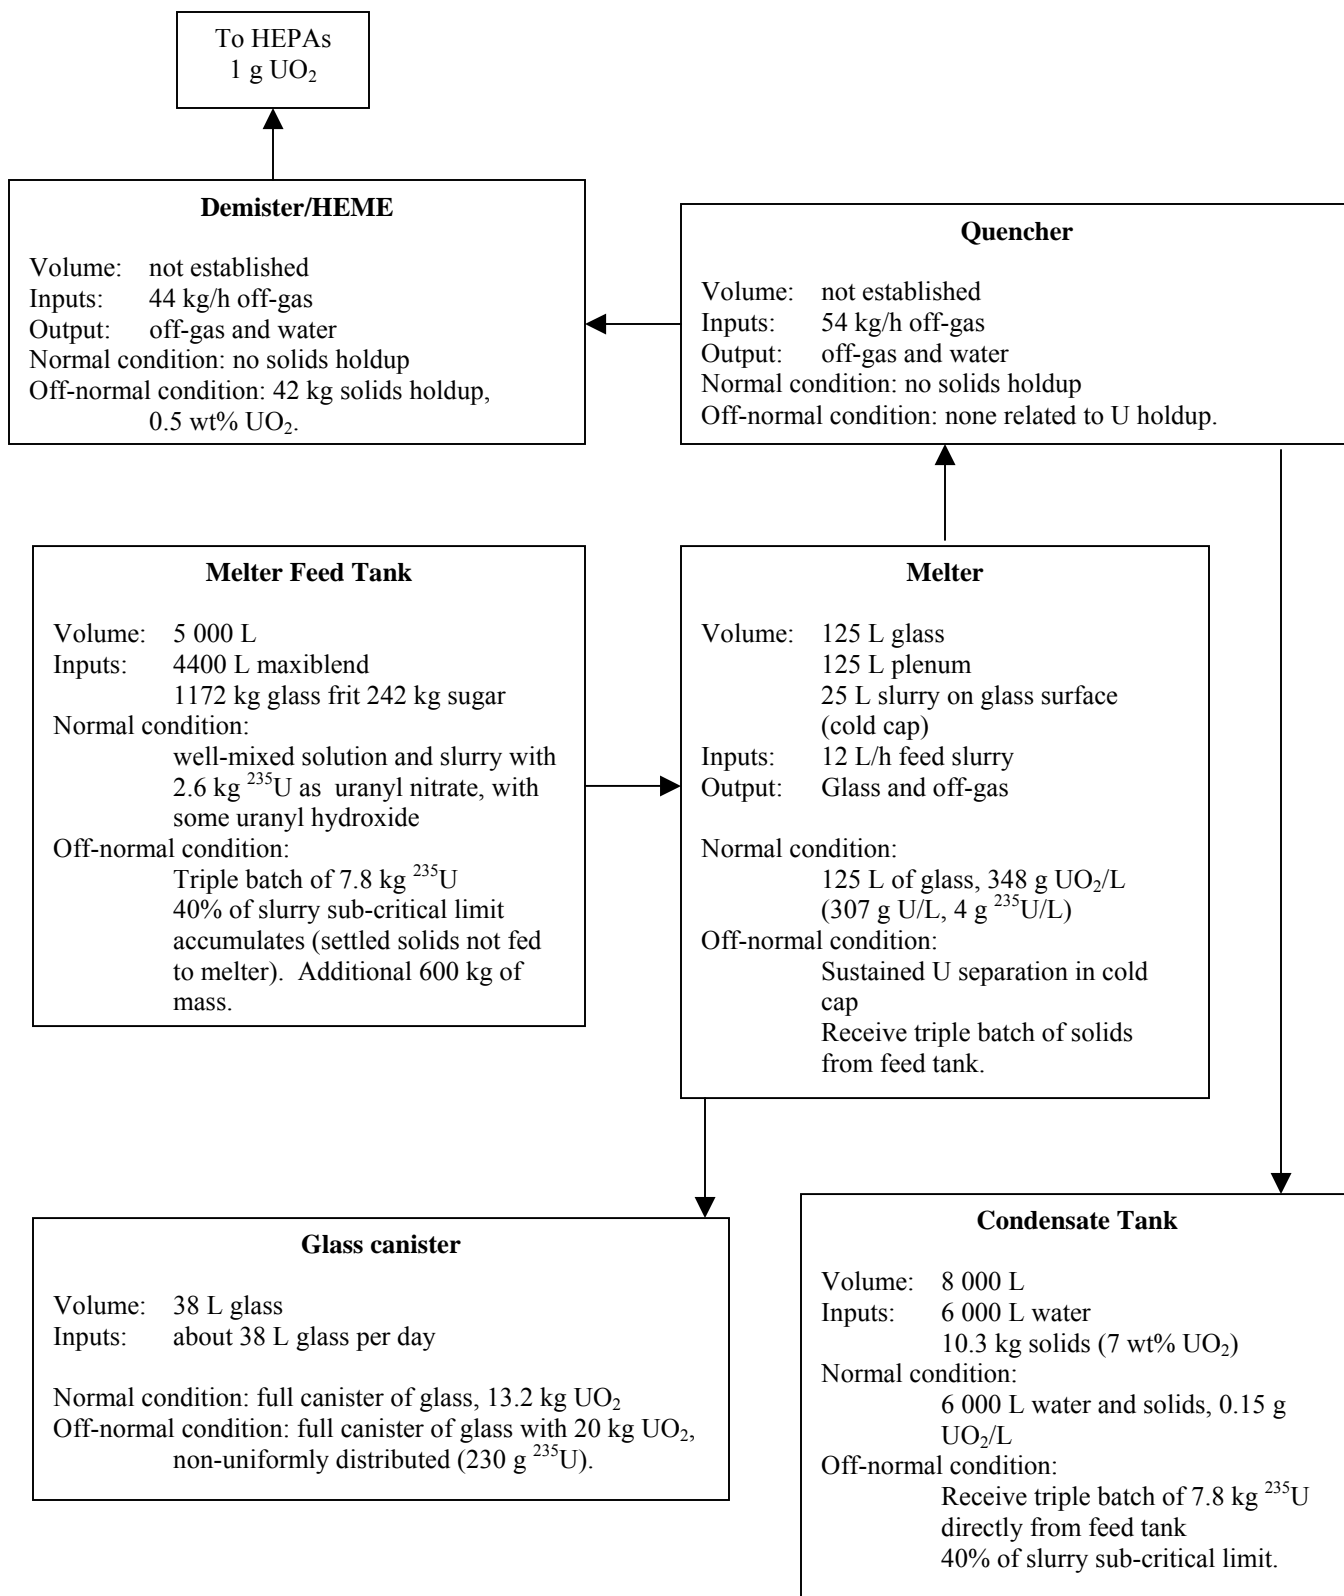 To HEPAs
1 g UO₂
Demister/HEME
Volume: not established
Inputs: 44 kg/h off-gas
Output: off-gas and water
Normal condition: no solids holdup
Off-normal condition: 42 kg solids holdup,
0.5 wt% UO₂.
Quencher
Volume: not established
Inputs: 54 kg/h off-gas
Output: off-gas and water
Normal condition: no solids holdup
Off-normal condition: none related to U holdup.
Melter Feed Tank
Volume: 5 000 L
Inputs: 4400 L maxiblend
1172 kg glass frit 242 kg sugar
Normal condition:
well-mixed solution and slurry with
2.6 kg ²³⁵U as uranyl nitrate, with
some uranyl hydroxide
Off-normal condition:
Triple batch of 7.8 kg ²³⁵U
40% of slurry sub-critical limit
accumulates (settled solids not fed
to melter). Additional 600 kg of
mass.
Melter
Volume: 125 L glass
125 L plenum
25 L slurry on glass surface
(cold cap)
Inputs: 12 L/h feed slurry
Output: Glass and off-gas
Normal condition:
125 L of glass, 348 g UO₂/L
(307 g U/L, 4 g ²³⁵U/L)
Off-normal condition:
Sustained U separation in cold
cap
Receive triple batch of solids
from feed tank.
Glass canister
Volume: 38 L glass
Inputs: about 38 L glass per day
Normal condition: full canister of glass, 13.2 kg UO₂
Off-normal condition: full canister of glass with 20 kg UO₂,
non-uniformly distributed (230 g ²³⁵U).
Condensate Tank
Volume: 8 000 L
Inputs: 6 000 L water
10.3 kg solids (7 wt% UO₂)
Normal condition:
6 000 L water and solids, 0.15 g
UO₂/L
Off-normal condition:
Receive triple batch of 7.8 kg ²³⁵U
directly from feed tank
40% of slurry sub-critical limit.